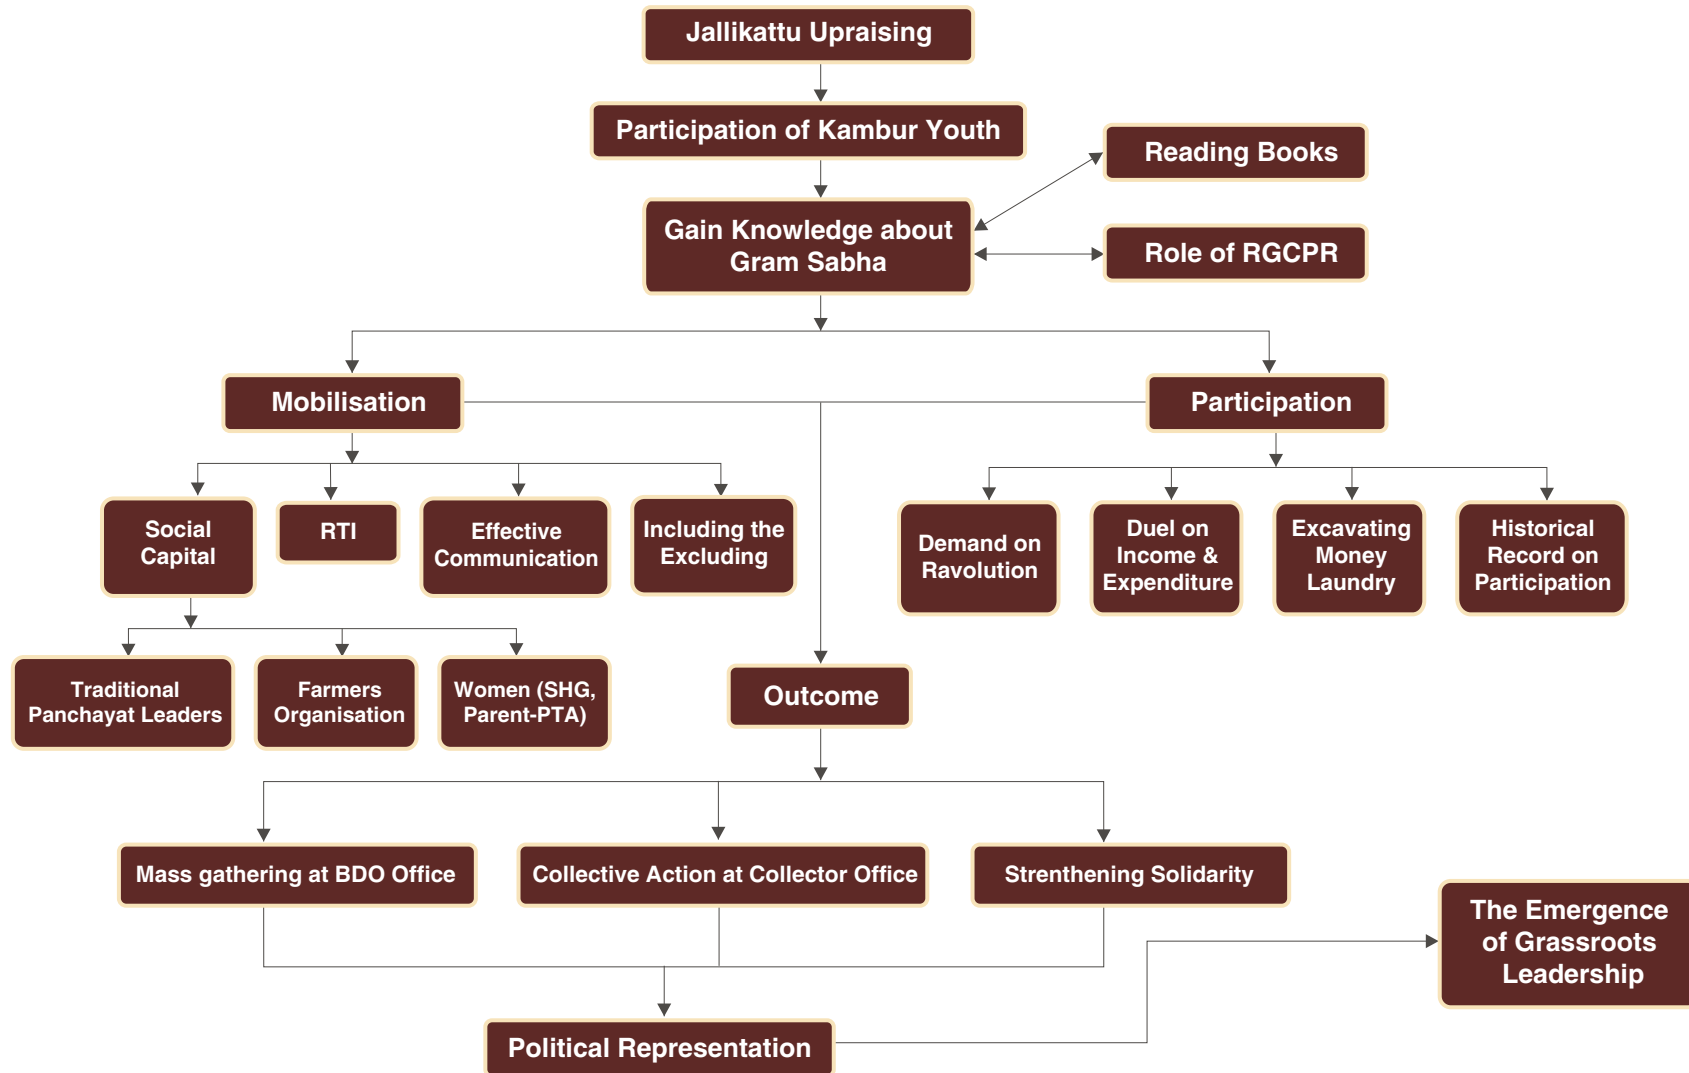 Jallikattu Upraising
Participation of Kambur Youth
Reading Books
Gain Knowledge about
Gram Sabha
Role of RGCPR
Mobilisation
Participation
Social
Capital
RTI
Effective
Communication
Including the
Excluding
Demand on
Ravolution
Duel on
Income &
Expenditure
Excavating
Money
Laundry
Historical
Record on
Participation
Traditional
Panchayat Leaders
Farmers
Organisation
Women (SHG,
Parent-PTA)
Outcome
Mass gathering at BDO Office
Collective Action at Collector Office
Strenthening Solidarity
The Emergence
of Grassroots
Leadership
Political Representation